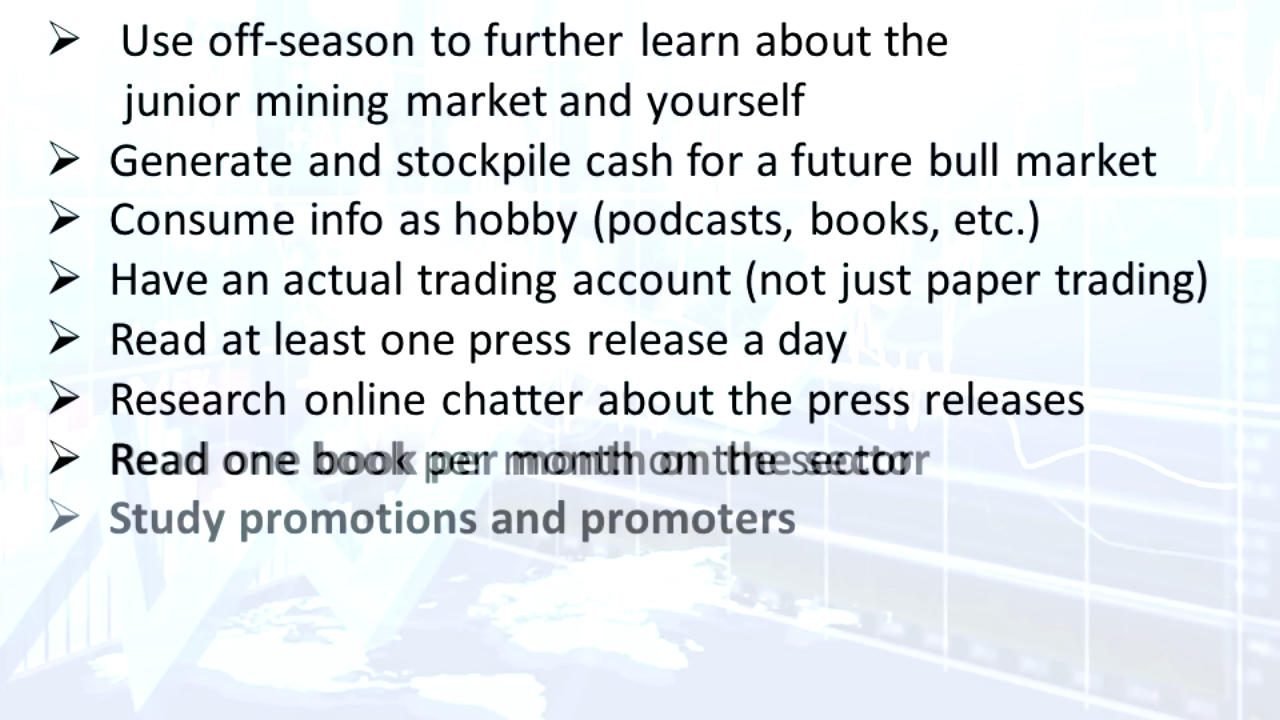 ➢ Use off-season to further learn about the
junior mining market and yourself
➢ Generate and stockpile cash for a future bull market
➢ Consume info as hobby (podcasts, books, etc.)
➢ Have an actual trading account (not just paper trading)
➢ Read at least one press release a day
➢ Research online chatter about the press releases
➢ Read one book per month on the sector
➢ Study promotions and promoters